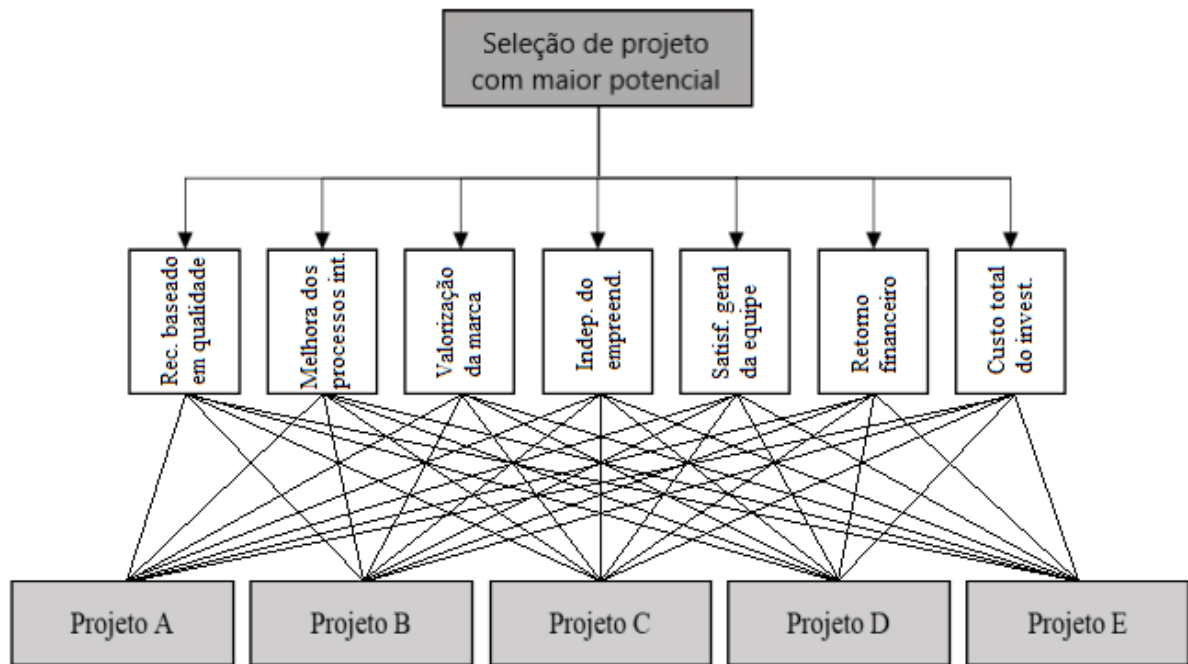 Seleção de projeto
com maior potencial
Rec. baseado
em qualidade
Melhora dos
processos int.
Valorização
da marca
Indep. do
empreend.
Satisf. geral
da equipe
Retorno
financeiro
Custo total
do invest.
Projeto A
Projeto B
Projeto C
Projeto D
Projeto E